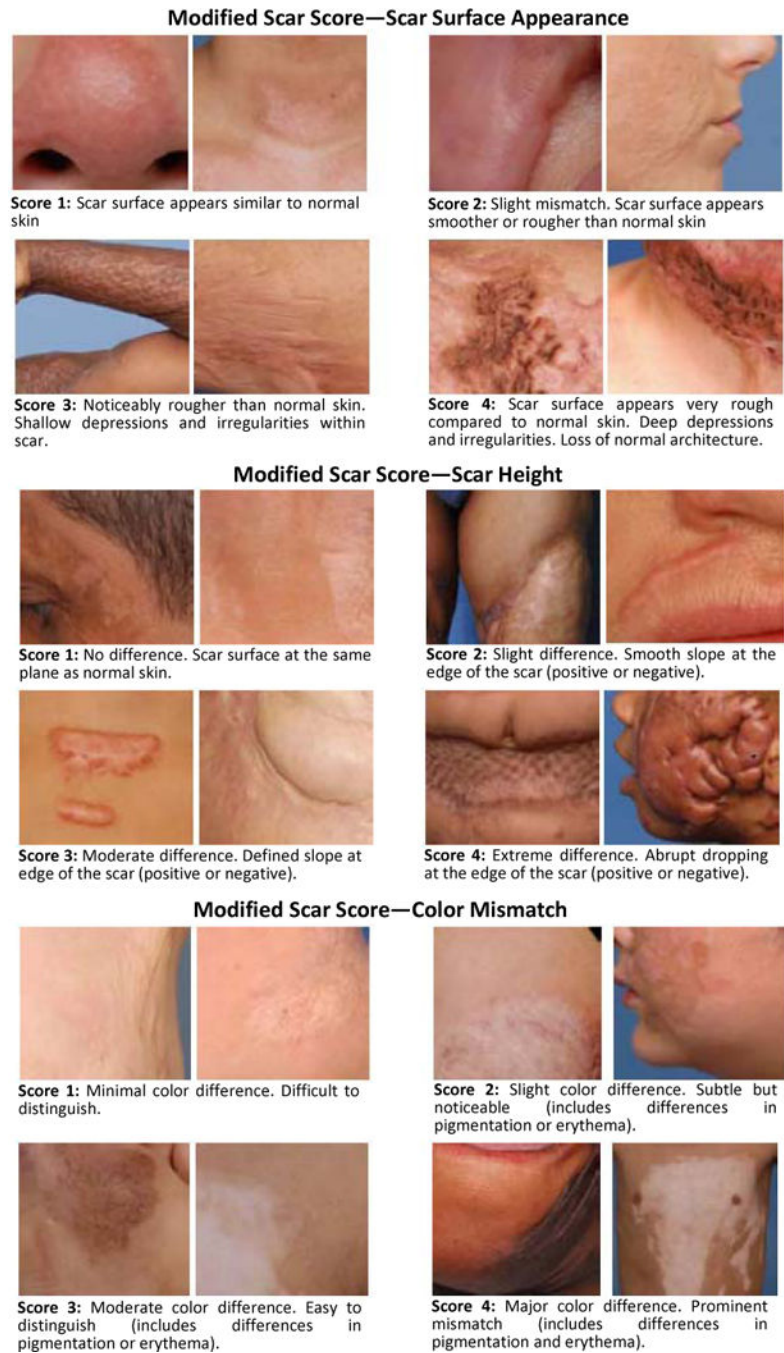 Modified Scar Score—Scar Surface Appearance
Score 1: Scar surface appears similar to normal
skin
Score 2: Slight mismatch. Scar surface appears
smoother or rougher than normal skin
Score 3: Noticeably rougher than normal skin.
Shallow depressions and irregularities within
scar.
Score 4: Scar surface appears very rough
compared to normal skin. Deep depressions
and irregularities. Loss of normal architecture.
Modified Scar Score—Scar Height
Score 1: No difference. Scar surface at the same
plane as normal skin.
Score 2: Slight difference. Smooth slope at the
edge of the scar (positive or negative).
Score 3: Moderate difference. Defined slope at
edge of the scar (positive or negative).
Score 4: Extreme difference. Abrupt dropping
at the edge of the scar (positive or negative).
Modified Scar Score—Color Mismatch
Score 1: Minimal color difference. Difficult to
distinguish.
Score 2: Slight color difference. Subtle but
noticeable (includes differences in
pigmentation or erythema).
Score 3: Moderate color difference. Easy to
distinguish (includes differences in
pigmentation or erythema).
Score 4: Major color difference. Prominent
mismatch (includes differences in
pigmentation and erythema).